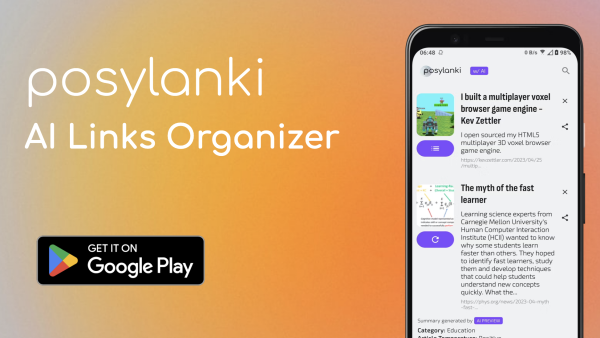 posylanki
AI Links Organizer
GET IT ON
Google Play
06:48
98%
posylanki
w/ AI
I built a multiplayer voxel
browser game engine -
Kev Zettler
I open sourced my HTML5
multiplayer 3D voxel browser
game engine.
https://kevzettler.com/2023/04/25
The myth of the fast
learner
Learning science experts from
Carnegie Mellon University's
Human Computer Interaction
Institute (HCII) wanted to know
why some students learn
faster than others. They hoped
to identify fast learners, study
them and develop techniques
that could help students
understand new concepts
quickly. What the...
https://phys.org/news/2023-04-myth
-fast-...
Summary generated by AI PREVIEW
Category: Education